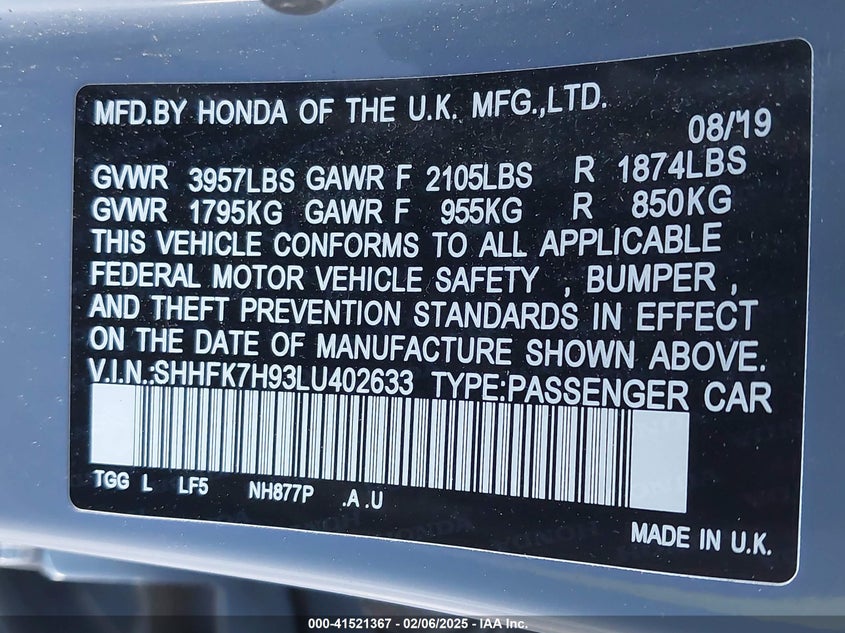 MFD.BY HONDA OF THE U.K. MFG.,LTD.
08/'19
GVWR 3957LBS GAWR F 2105LBS R 1874LBS
GVWR 1795KG GAWR F 955KG R 850KG
THIS VEHICLE CONFORMS TO ALL APPLICABLE
FEDERAL MOTOR VEHICLE SAFETY , BUMPER ,
AND THEFT PREVENTION STANDARDS IN EFFECT
ON THE DATE OF MANUFACTURE SHOWN ABOVE.
V.I.N.:SHHFK7H93LU402633 TYPE:PASSENGER CAR
TGG L LF5 NH877P .A .U
MADE IN U.K.
000-41521367 — 02/06/2025 — IAA Inc.